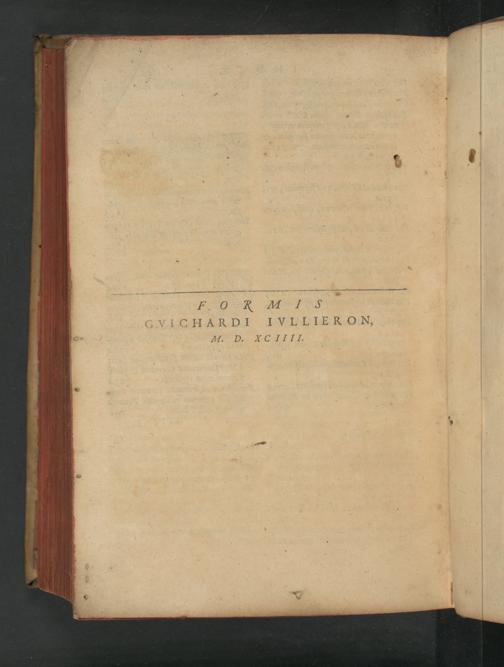 FORMIS
GVICHARDI IVLLIERON,
M. D. XCIIII.